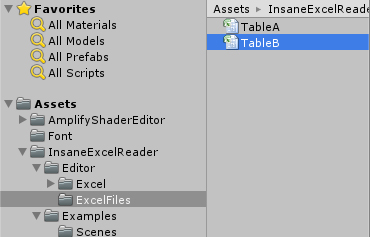 Favorites
All Materials
All Models
All Prefabs
All Scripts
Assets
AmplifyShaderEditor
Font
InsaneExcelReader
Editor
Excel
ExcelFiles
Examples
Scenes
Assets ▸ InsaneExcelReade
TableA
TableB